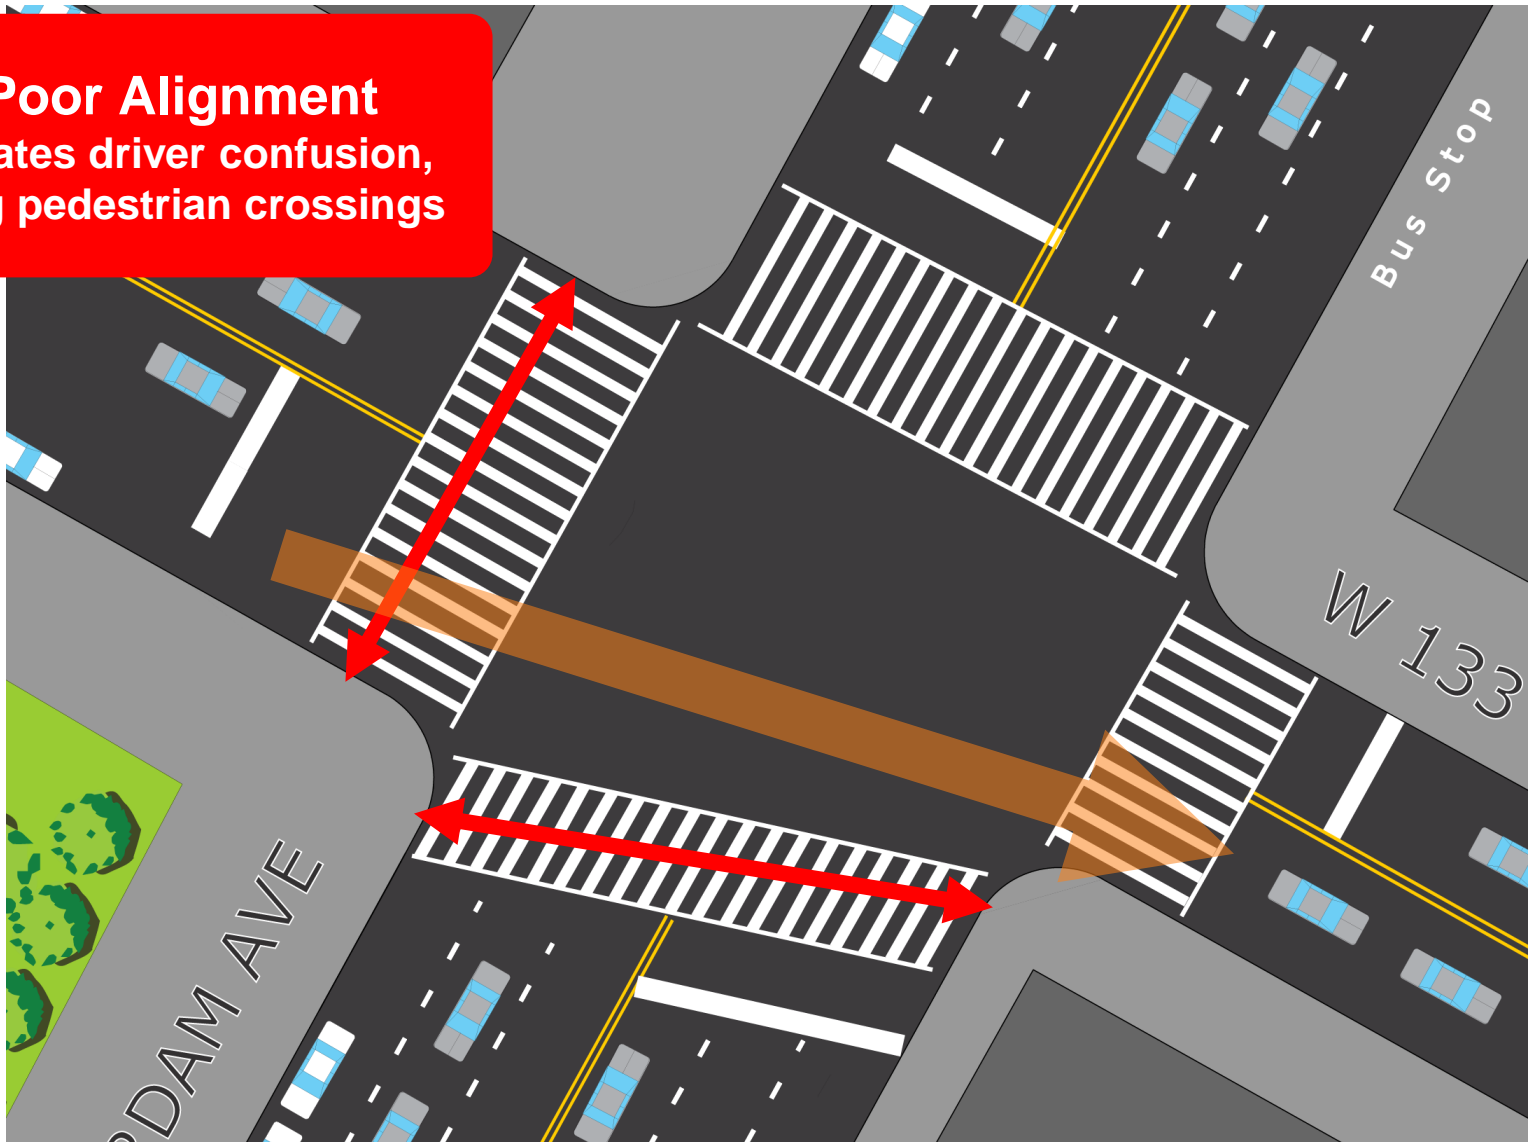 Poor Alignment
ates driver confusion,
g pedestrian crossings
Bus Stop
W 133
RDAM AVE